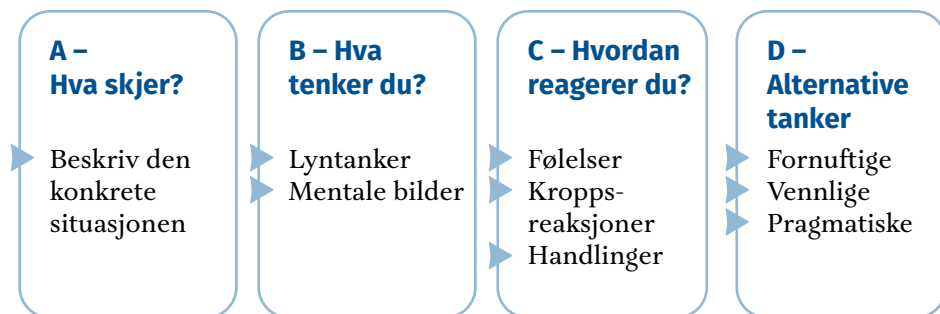 A –
Hva skjer?
Beskriv den
konkrete
situasjonen
B – Hva
tenker du?
Lyntanker
Mentale bilder
C – Hvordan
reagerer du?
Følelser
Kropps-
reaksjoner
Handlinger
D –
Alternative
tanker
Fornuftige
Vennlige
Pragmatiske